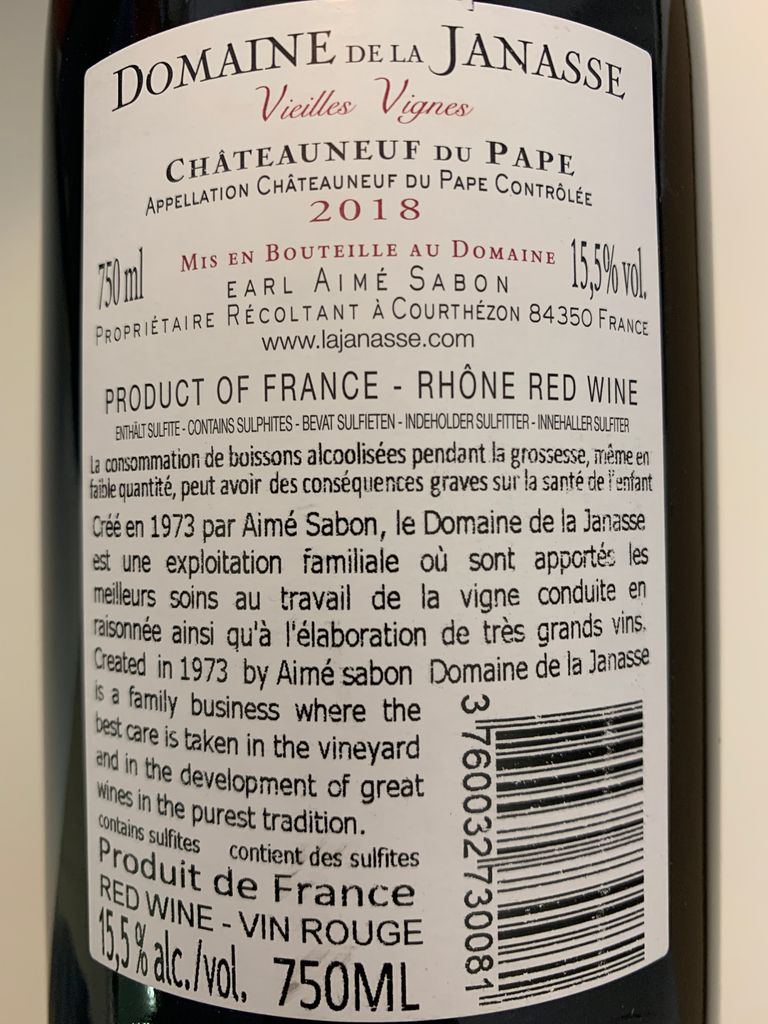 DOMAINE DE LA JANASSE
Vieilles Vignes
CHÂTEAUNEUF DU PAPE
APPELLATION CHÂTEAUNEUF DU PAPE CONTRÔLÉE
2018
750 ml MIS EN BOUTEILLE AU DOMAINE 15,5% vol.
EARL AIMÉ SABON
PROPRIÉTAIRE RÉCOLTANT À COURTHÉZON 84350 FRANCE
www.lajanasse.com
PRODUCT OF FRANCE - RHÔNE RED WINE
ENTHÄLT SULFITE - CONTAINS SULPHITES - BEVAT SULFIETEN - INDEHOLDER SULFITTER - INNEHALLER SULFITER
La consommation de boissons alcoolisées pendant la grossesse, même en
faible quantité, peut avoir des conséquences graves sur la santé de l'enfant
Créé en 1973 par Aimé Sabon, le Domaine de la Janasse
est une exploitation familiale où sont apportés les
meilleurs soins au travail de la vigne conduite en
raisonnée ainsi qu'à l'élaboration de très grands vins.
Created in 1973 by Aimé sabon Domaine de la Janasse
is a family business where the
best care is taken in the vineyard
and in the development of great
wines in the purest tradition.
contains sulfites contient des sulfites
Produit de France
RED WINE - VIN ROUGE
15,5 % alc./vol. 750ML
3 760032 730081